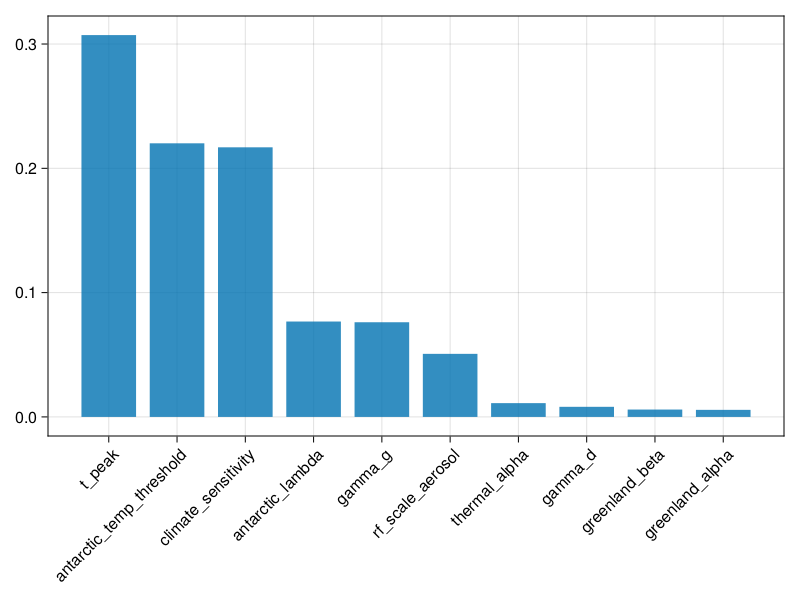 0.3
0.2
0.1
0.0
t_peak
antarctic_temp_threshold
climate_sensitivity
antarctic_lambda
gamma_g
rf_scale_aerosol
thermal_alpha
gamma_d
greenland_beta
greenland_alpha